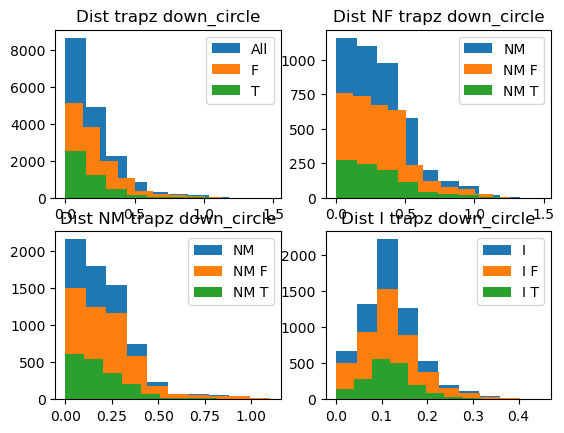 Dist trapz down_circle
8000
6000
4000
2000
0
0.0
0.5
1.0
1.5
All
F
T
Dist NF trapz down_circle
1000
750
500
250
0
0.0
0.5
1.0
1.5
NM
NM F
NM T
Dist NM trapz down_circle
2000
1500
1000
500
0
0.00
0.25
0.50
0.75
1.00
NM
NM F
NM T
Dist I trapz down_circle
2000
1500
1000
500
0
0.0
0.1
0.2
0.3
0.4
I
I F
I T